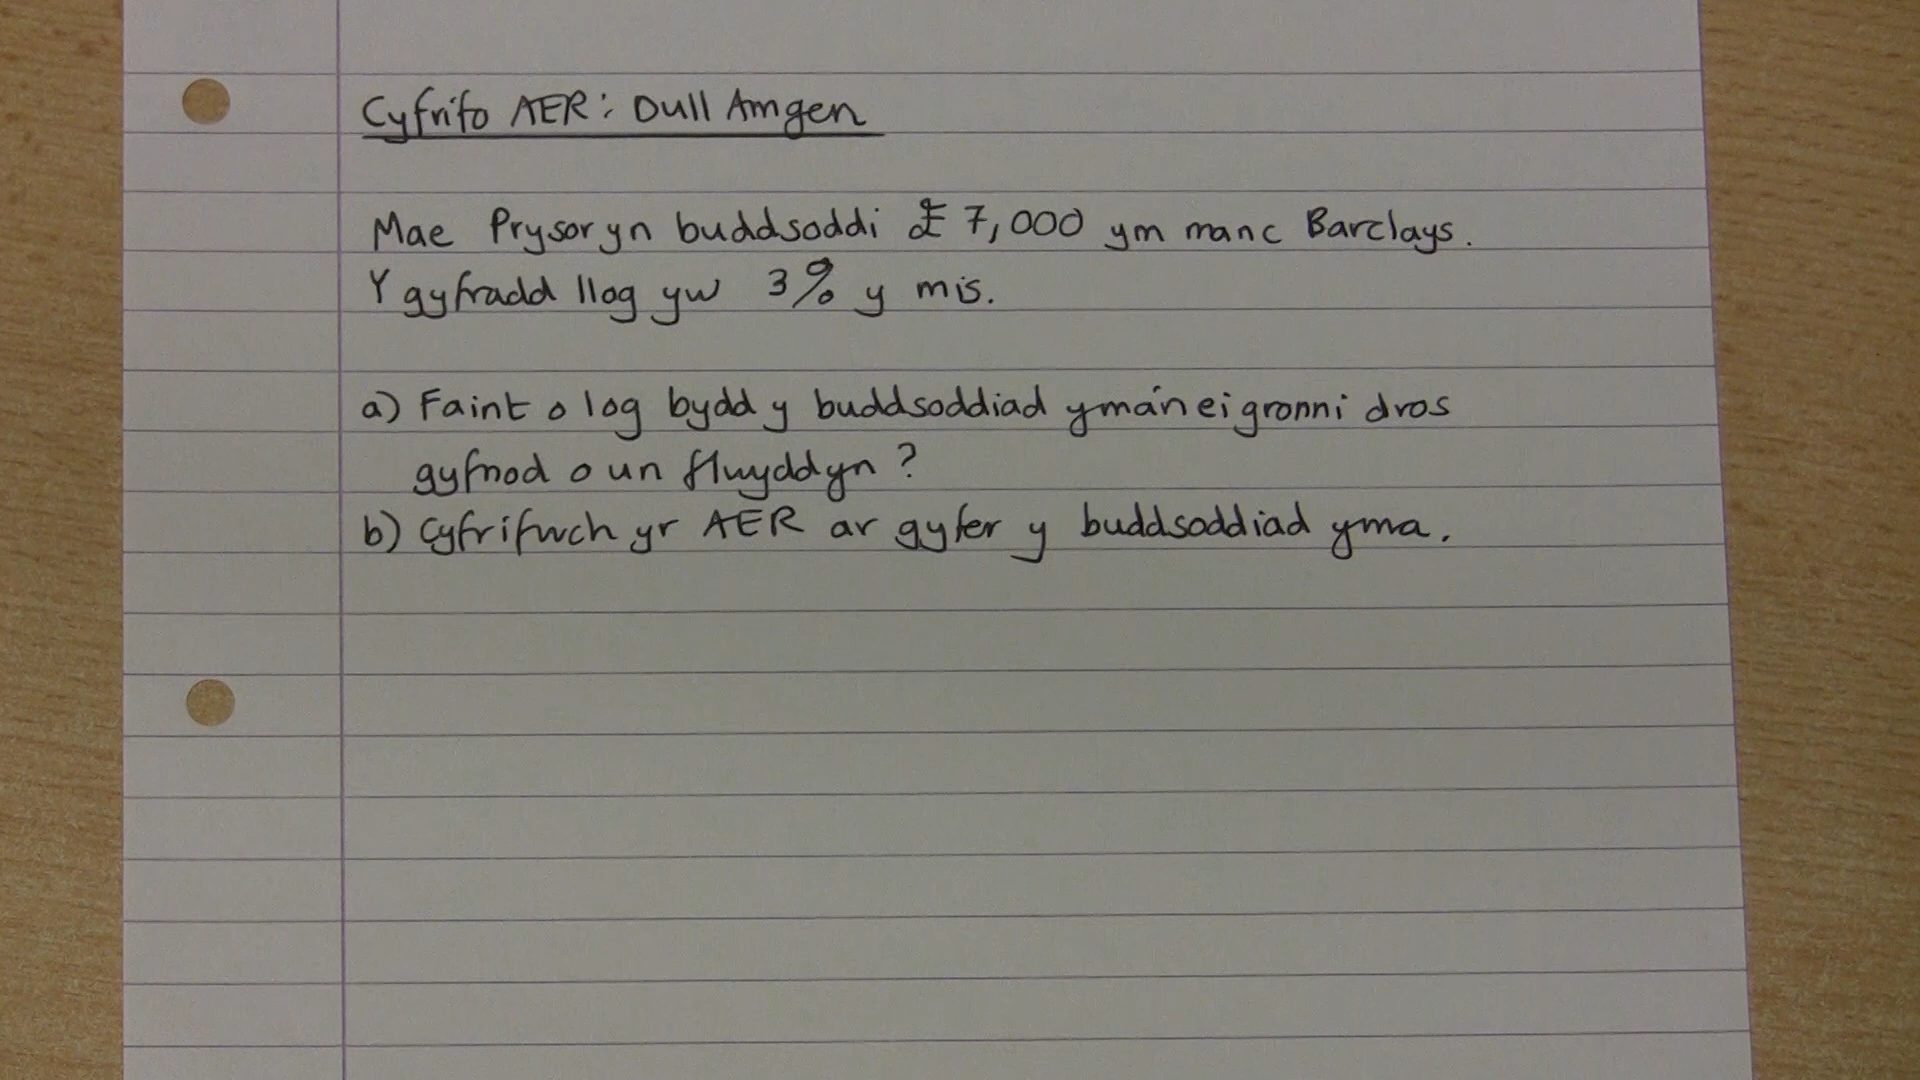 Cyfrifo AER: Dull Amgen
Mae Prysor yn buddsoddi £7,000 ym manc Barclays.
Y gyfradd llog yw 3% y mis.
a) Faint o log bydd y buddsoddiad yma'n ei gronni dros
gyfnod o un flwyddyn?
b) Cyfrifwch yr AER ar gyfer y buddsoddiad yma.